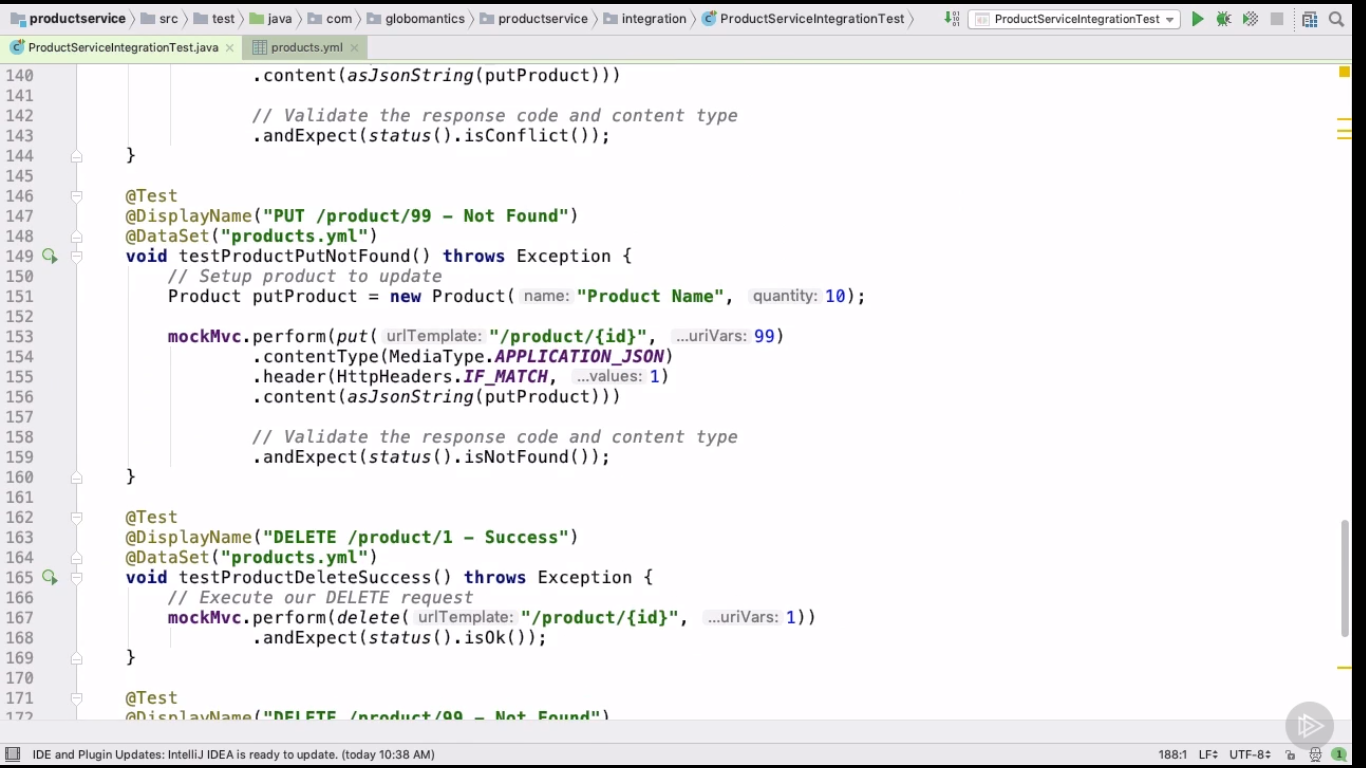 productservice src test java com globomantics productservice integration ProductServiceIntegrationTest ProductServiceIntegrationTest
ProductServiceIntegrationTest.java products.yml
140 .content(asJsonString(putProduct)))
141
142 // Validate the response code and content type
143 .andExpect(status().isConflict());
144 }
145
146 @Test
147 @DisplayName("PUT /product/99 - Not Found")
148 @DataSet("products.yml")
149 void testProductPutNotFound() throws Exception {
150 // Setup product to update
151 Product putProduct = new Product( name: "Product Name", quantity: 10);
152
153 mockMvc.perform(put( urlTemplate: "/product/{id}", ...uriVars: 99)
154 .contentType(MediaType.APPLICATION_JSON)
155 .header(HttpHeaders.IF_MATCH, ...values: 1)
156 .content(asJsonString(putProduct)))
157
158 // Validate the response code and content type
159 .andExpect(status().isNotFound());
160 }
161
162 @Test
163 @DisplayName("DELETE /product/1 - Success")
164 @DataSet("products.yml")
165 void testProductDeleteSuccess() throws Exception {
166 // Execute our DELETE request
167 mockMvc.perform(delete( urlTemplate: "/product/{id}", ...uriVars: 1))
168 .andExpect(status().isOk());
169 }
170
171 @Test
172 @DisplayName("DELETE /product/99 - Not Found")
IDE and Plugin Updates: IntelliJ IDEA is ready to update. (today 10:38 AM) 188:1 LF UTF-8 1